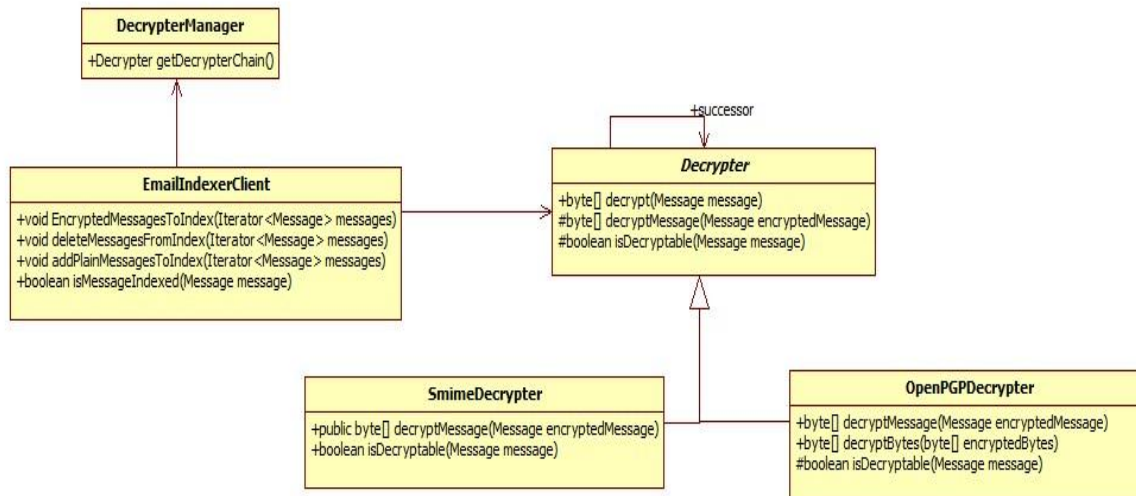 DecrypterManager
+Decrypter getDecrypterChain()
+successor
EmailIndexerClient
+void EncryptedMessagesToIndex(Iterator<Message> messages)
+void deleteMessagesFromIndex(Iterator<Message> messages)
+void addPlainMessagesToIndex(Iterator<Message> messages)
+boolean isMessageIndexed(Message message)
Decrypter
+byte[] decrypt(Message message)
#byte[] decryptMessage(Message encryptedMessage)
#boolean isDecryptable(Message message)
SmimeDecrypter
+public byte[] decryptMessage(Message encryptedMessage)
+boolean isDecryptable(Message message)
OpenPGPDecrypter
+byte[] decryptMessage(Message encryptedMessage)
+byte[] decryptBytes(byte[] encryptedBytes)
#boolean isDecryptable(Message message)